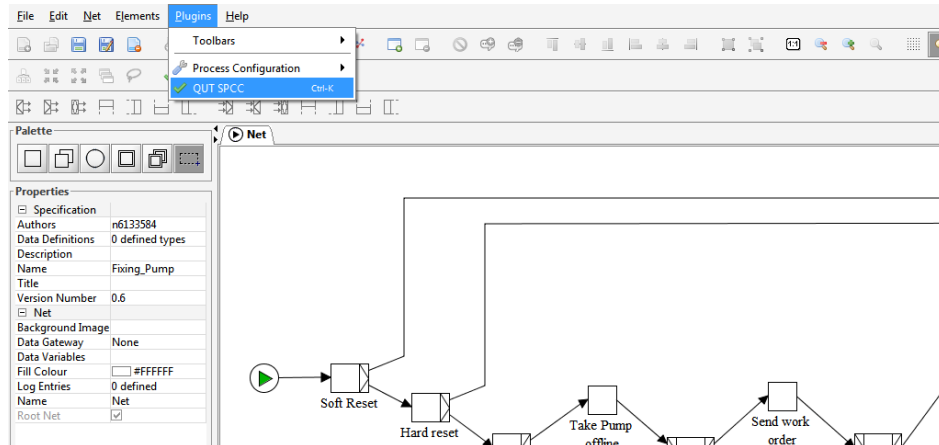 File Edit Net Elements Plugins Help
Toolbars
Process Configuration
QUT SPCC Ctrl-K
1:1
Palette
Net
Properties
Specification
Authors n6133584
Data Definitions 0 defined types
Description
Name Fixing_Pump
Title
Version Number 0.6
Net
Background Image
Data Gateway None
Data Variables
Fill Colour #FFFFFF
Log Entries 0 defined
Name Net
Root Net
Soft Reset
Hard reset
Take Pump
offline
Send work
order